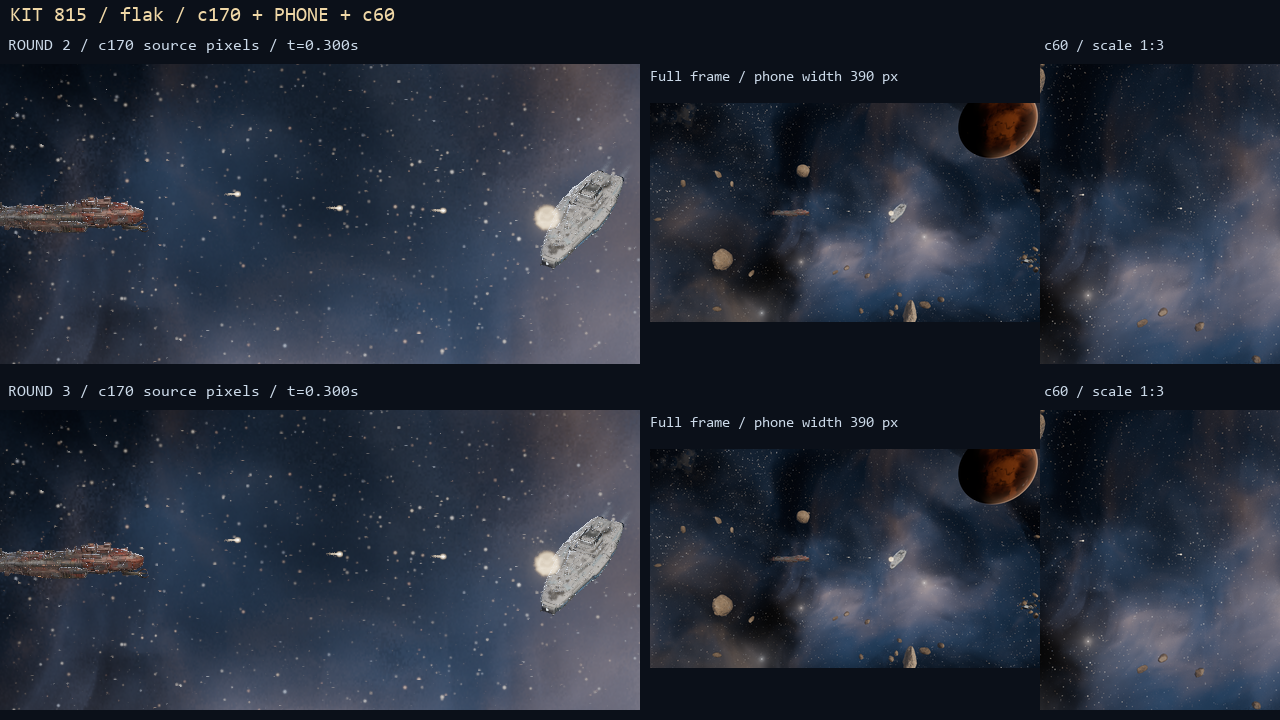 KIT 815 / flak / c170 + PHONE + c60
ROUND 2 / c170 source pixels / t=0.300s
c60 / scale 1:3
Full frame / phone width 390 px
ROUND 3 / c170 source pixels / t=0.300s
c60 / scale 1:3
Full frame / phone width 390 px